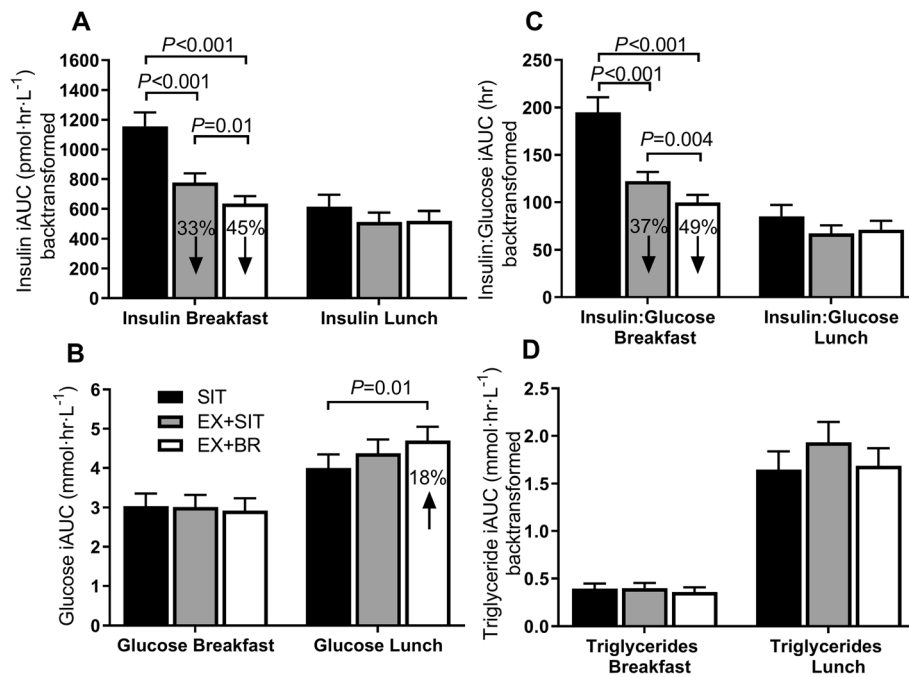 A
Insulin iAUC (pmol·hr·L⁻¹)
backtransformed
1600
1400
1200
1000
800
600
400
200
0
P<0.001
P<0.001
P=0.01
33%
45%
Insulin Breakfast
Insulin Lunch
C
Insulin:Glucose iAUC (hr)
backtransformed
250
200
150
100
50
0
P<0.001
P<0.001
P=0.004
37%
49%
Insulin:Glucose
Breakfast
Insulin:Glucose
Lunch
B
Glucose iAUC (mmol·hr·L⁻¹)
6
5
4
3
2
1
0
SIT
EX+SIT
EX+BR
P=0.01
18%
Glucose Breakfast
Glucose Lunch
D
Triglyceride iAUC (mmol·hr·L⁻¹)
backtransformed
2.5
2.0
1.5
1.0
0.5
0.0
Triglycerides
Breakfast
Triglycerides
Lunch